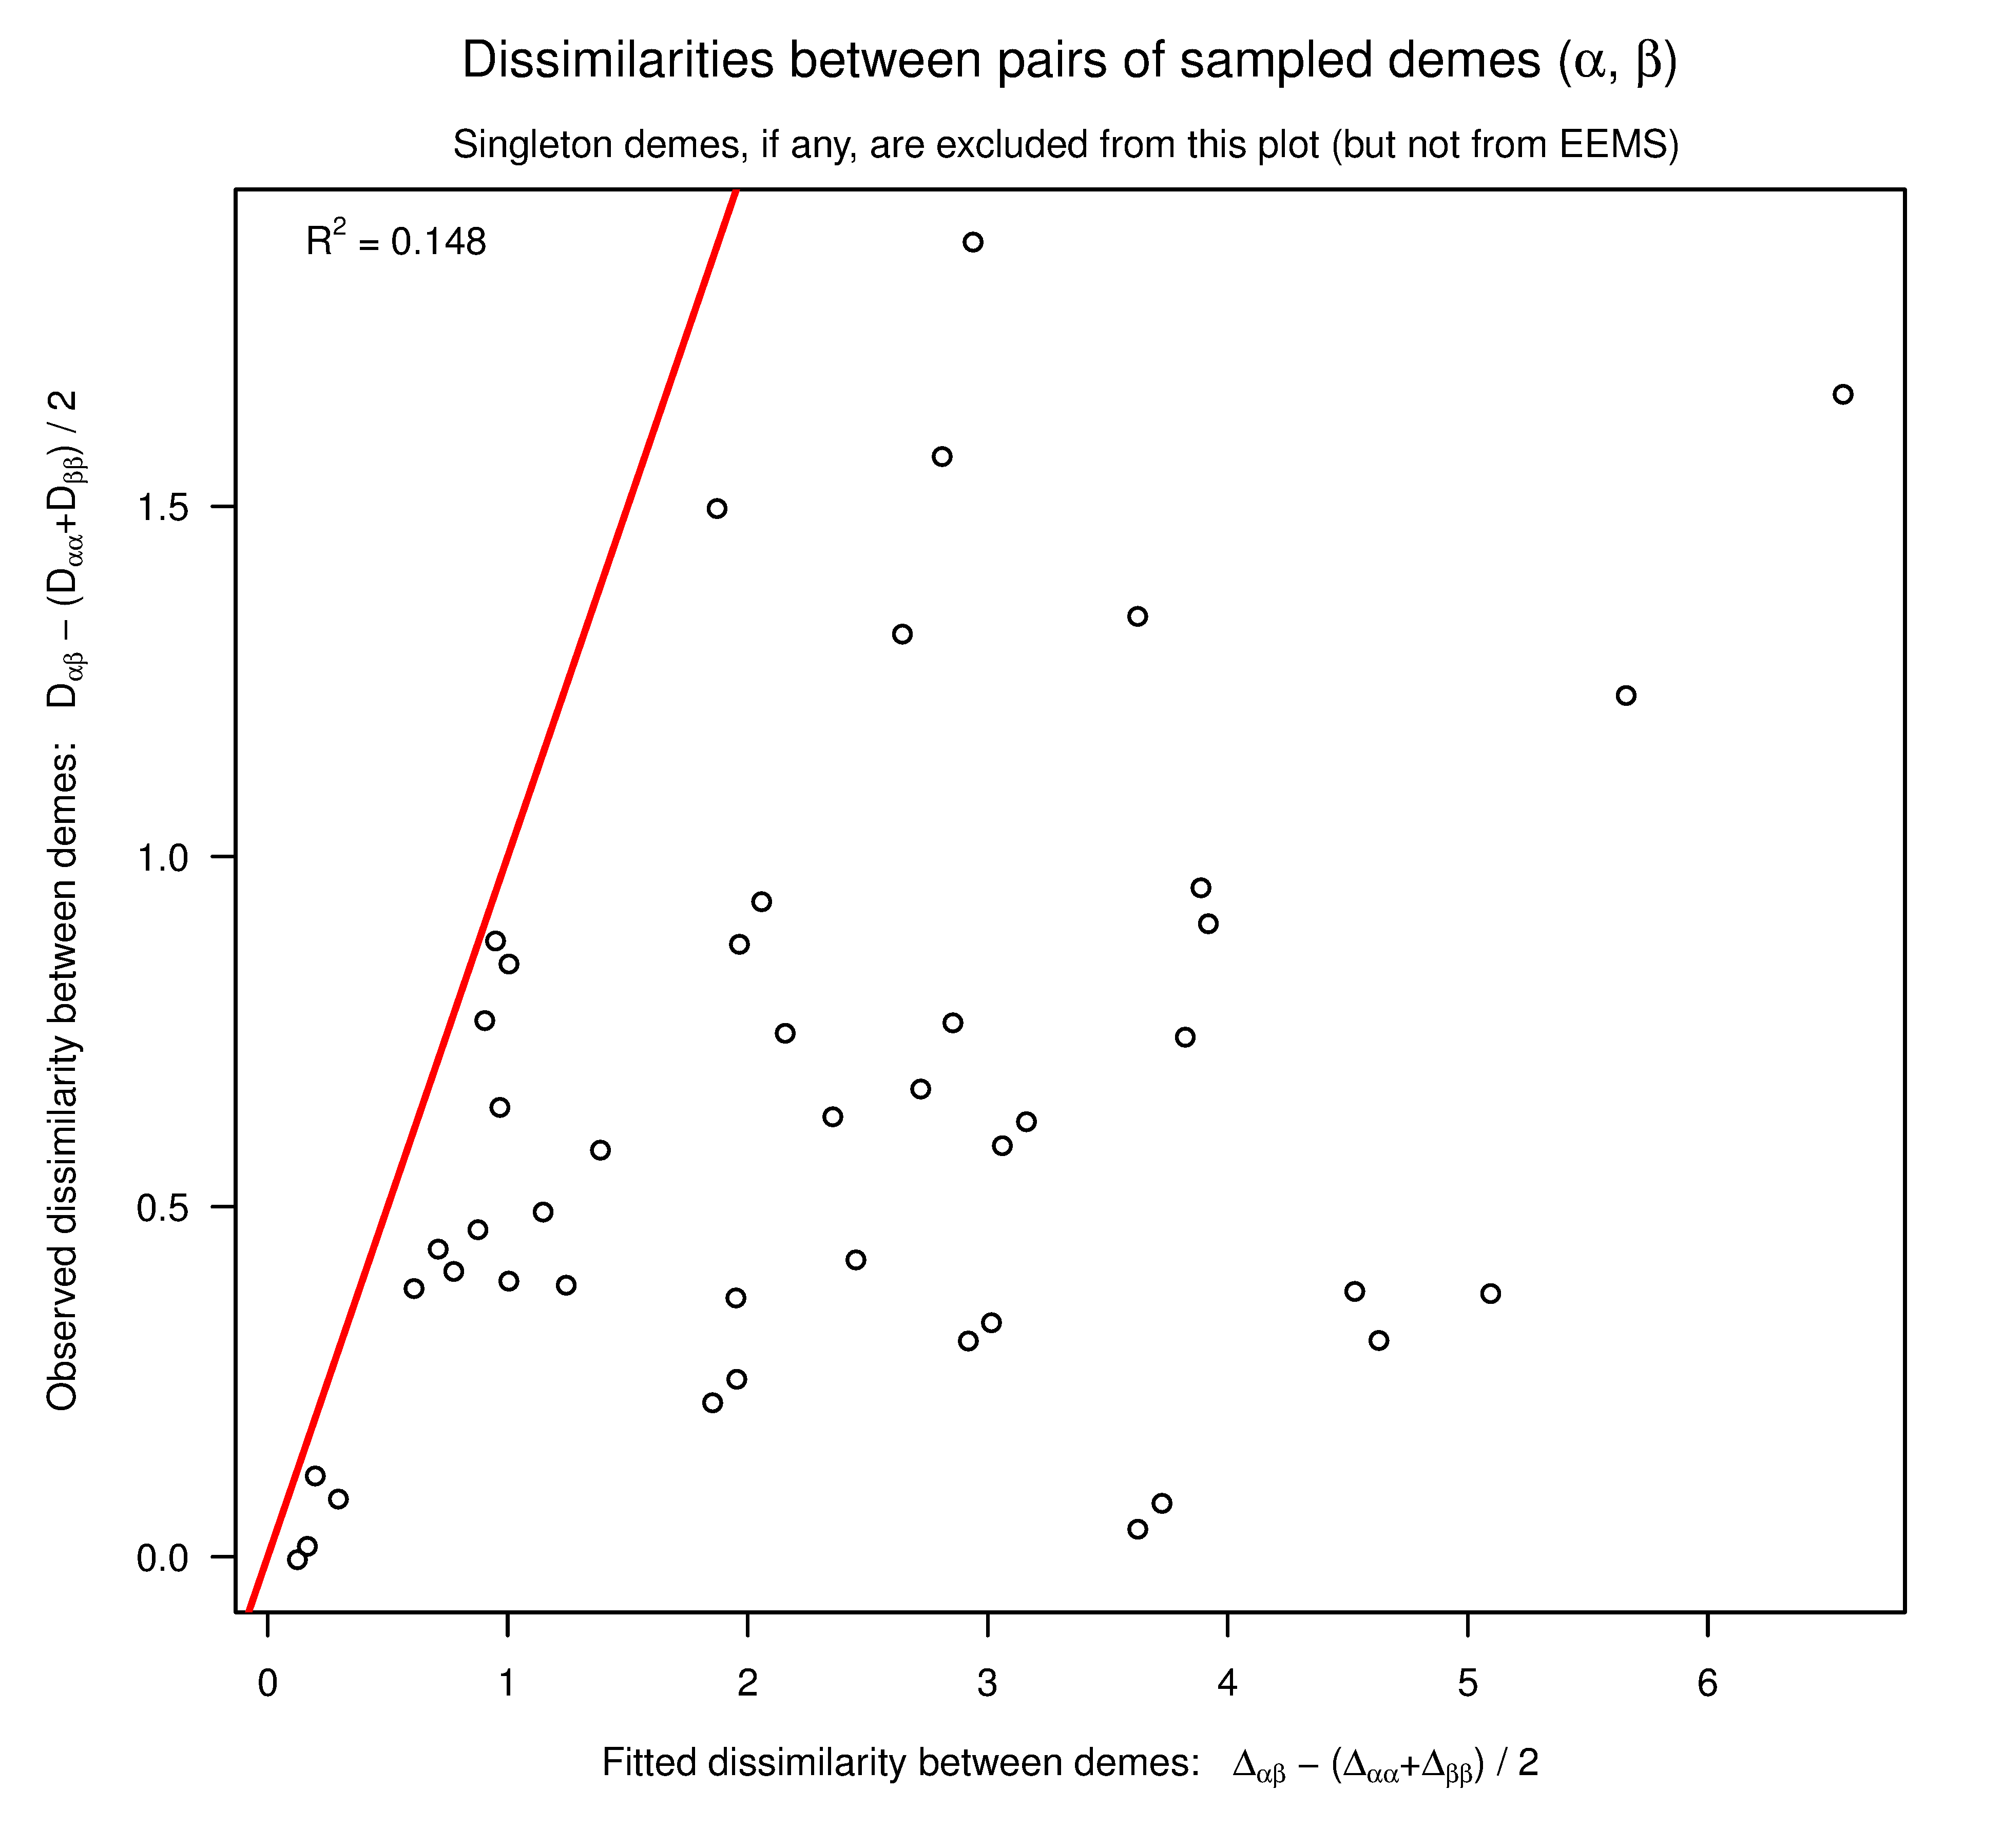 Dissimilarities between pairs of sampled demes (α, β)
Singleton demes, if any, are excluded from this plot (but not from EEMS)
R² = 0.148
Observed dissimilarity between demes: Dαβ − (Dαα+Dββ) / 2
1.5
1.0
0.5
0.0
0 1 2 3 4 5 6
Fitted dissimilarity between demes: Δαβ − (Δαα+Δββ) / 2